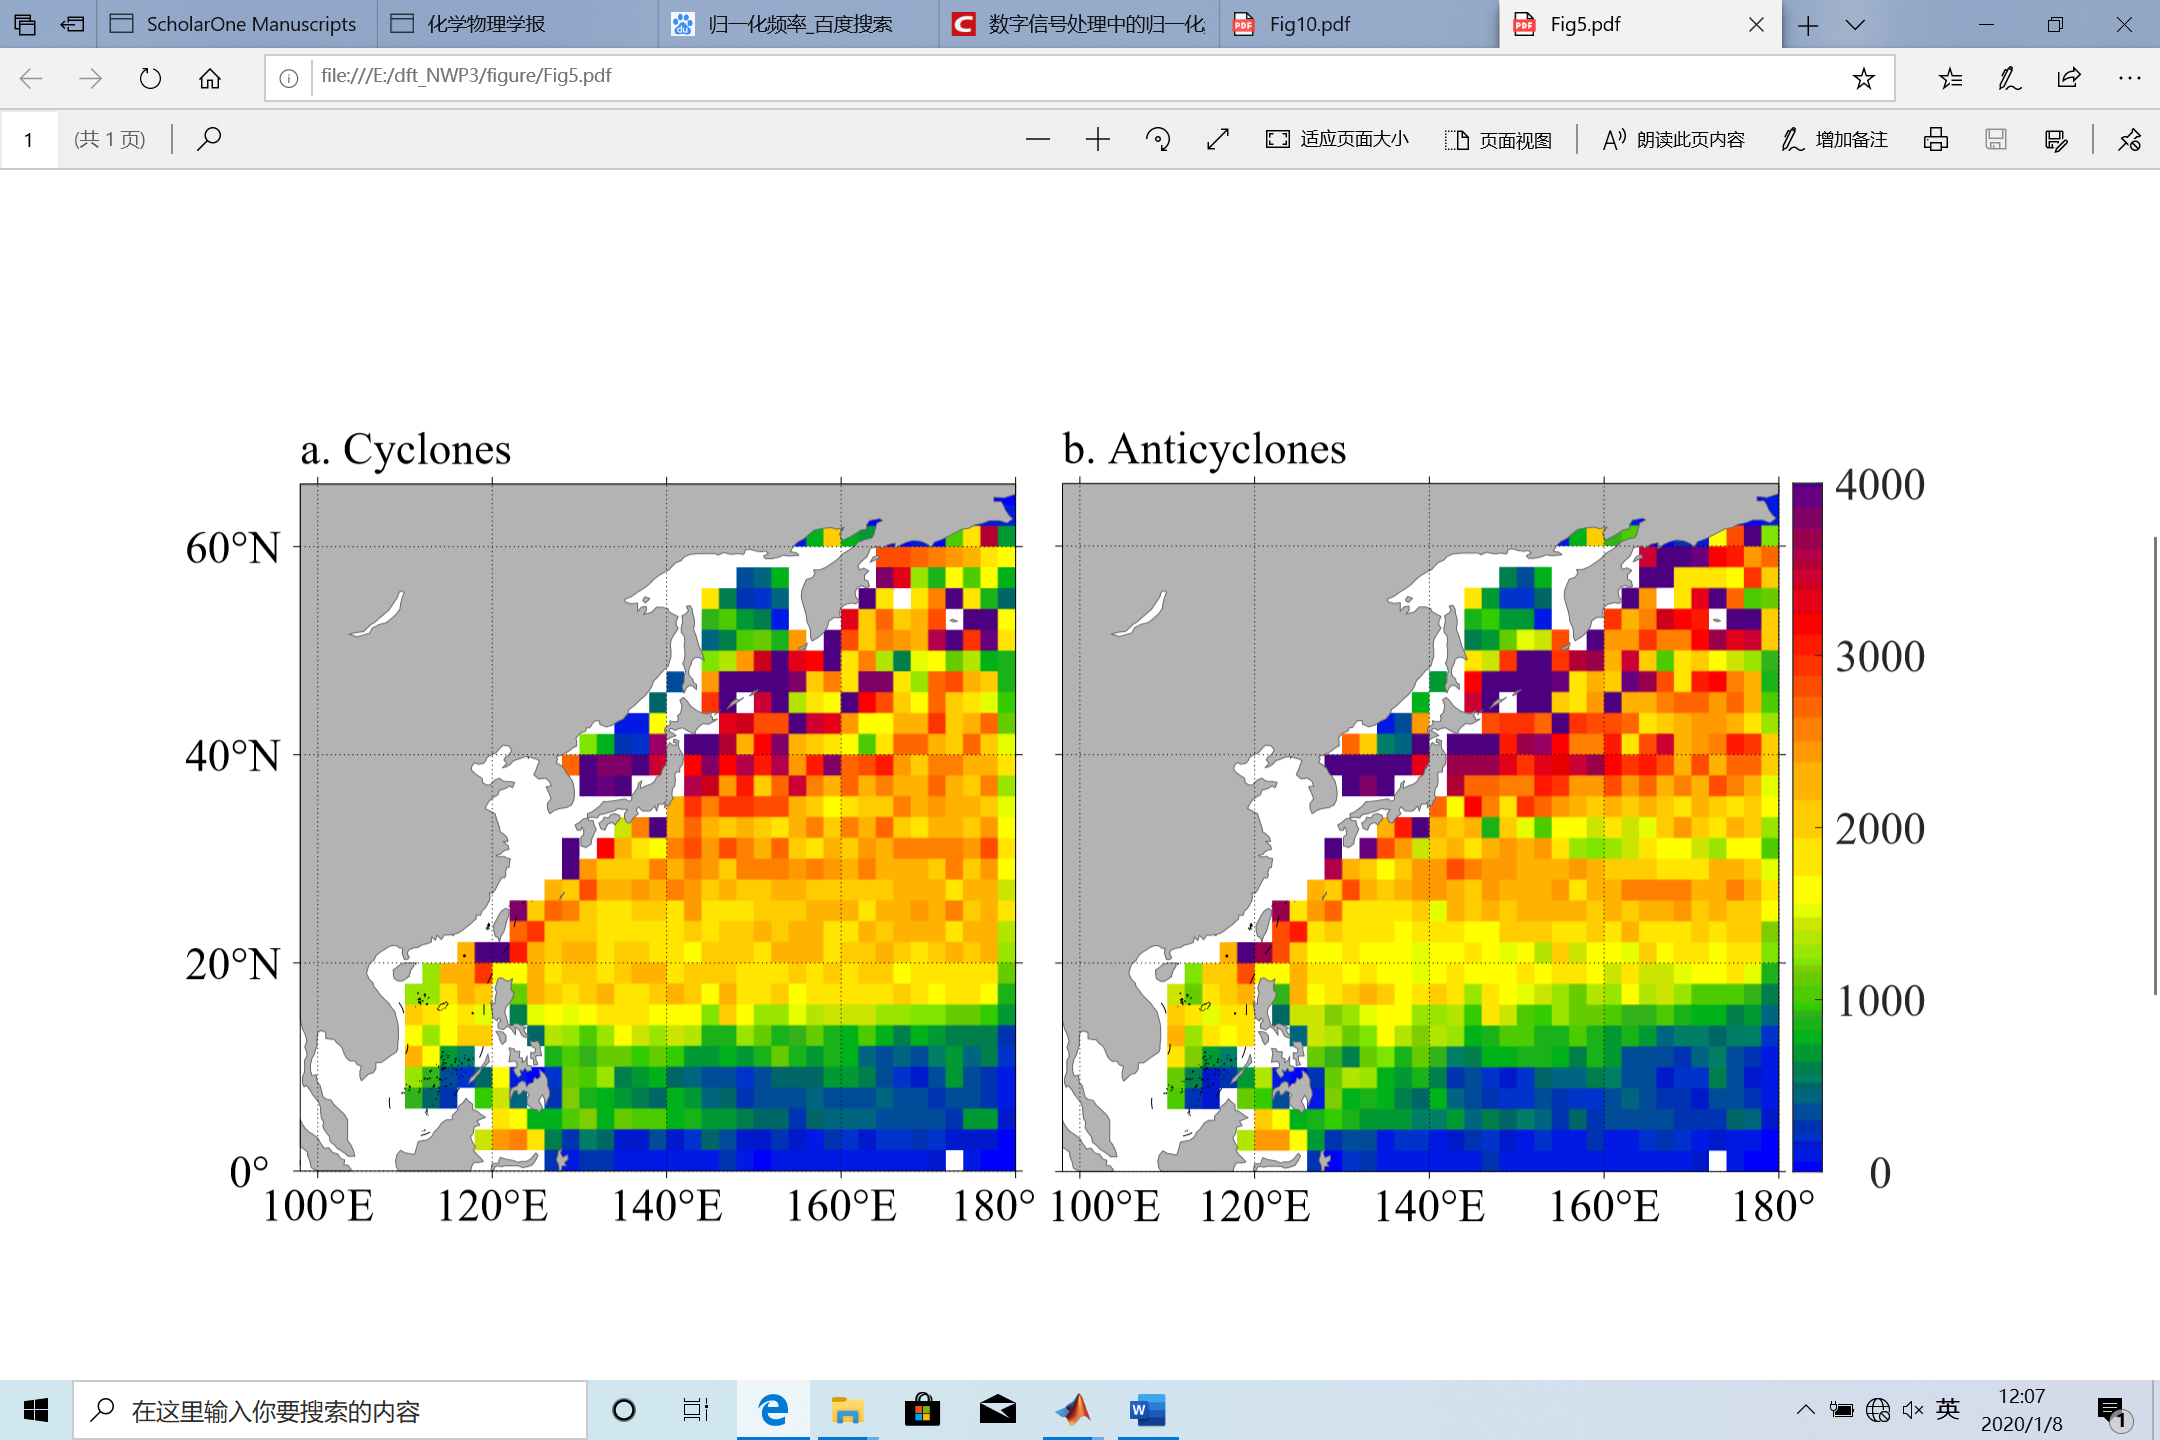 ScholarOne Manuscripts
化学物理学报
归一化频率_百度搜索
数字信号处理中的归一化
Fig10.pdf
Fig5.pdf
file:///E:/dft_NWP3/figure/Fig5.pdf
1
(共 1 页)
适应页面大小
页面视图
朗读此页内容
增加备注
a. Cyclones
b. Anticyclones
60°N
40°N
20°N
0°
100°E
120°E
140°E
160°E
180°
100°E
120°E
140°E
160°E
180°
4000
3000
2000
1000
0
在这里输入你要搜索的内容
英
12:07
2020/1/8
1